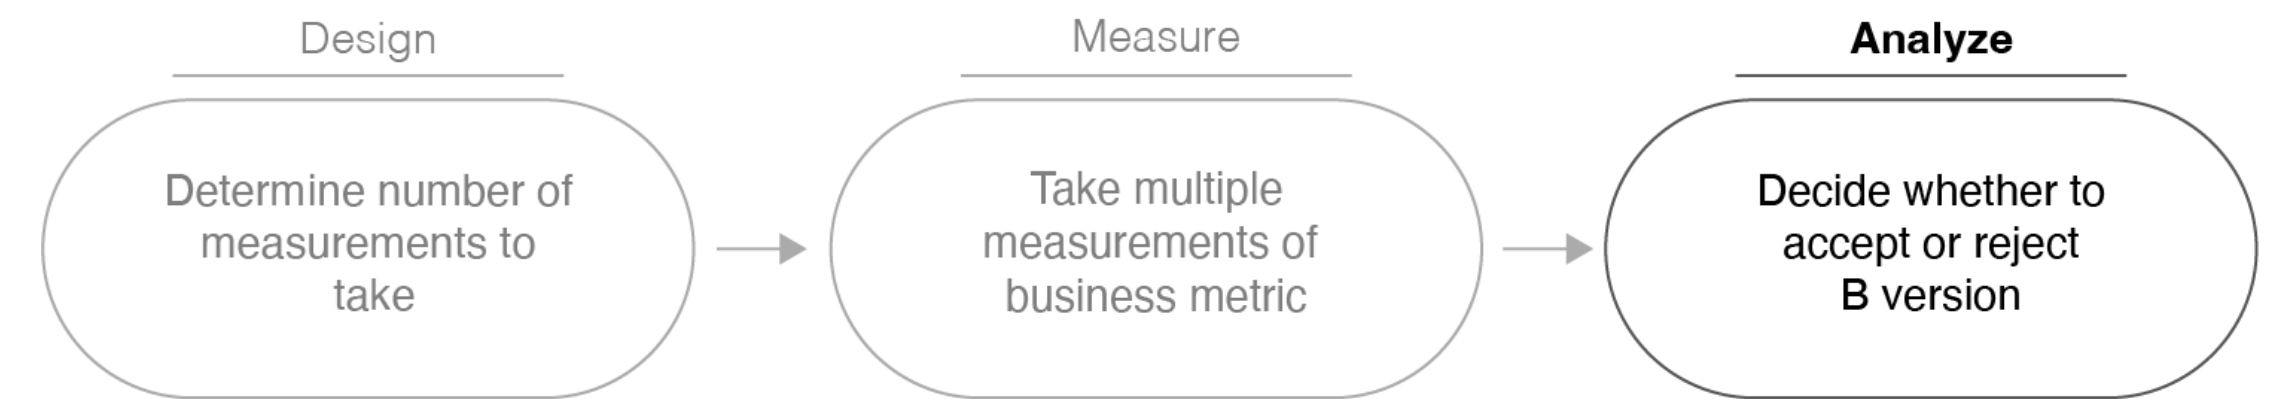 Design
Determine number of
measurements to
take
Measure
Take multiple
measurements of
business metric
Analyze
Decide whether to
accept or reject
B version